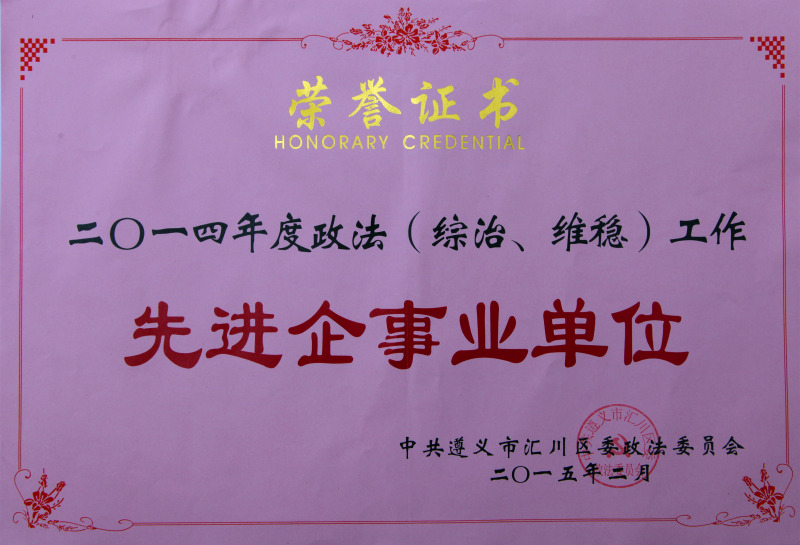 荣誉证书
HONORARY CREDENTIAL
二〇一四年度政法（综治、维稳）工作
先进企事业单位
中共遵义市汇川区委政法委员会
二〇一五年二月